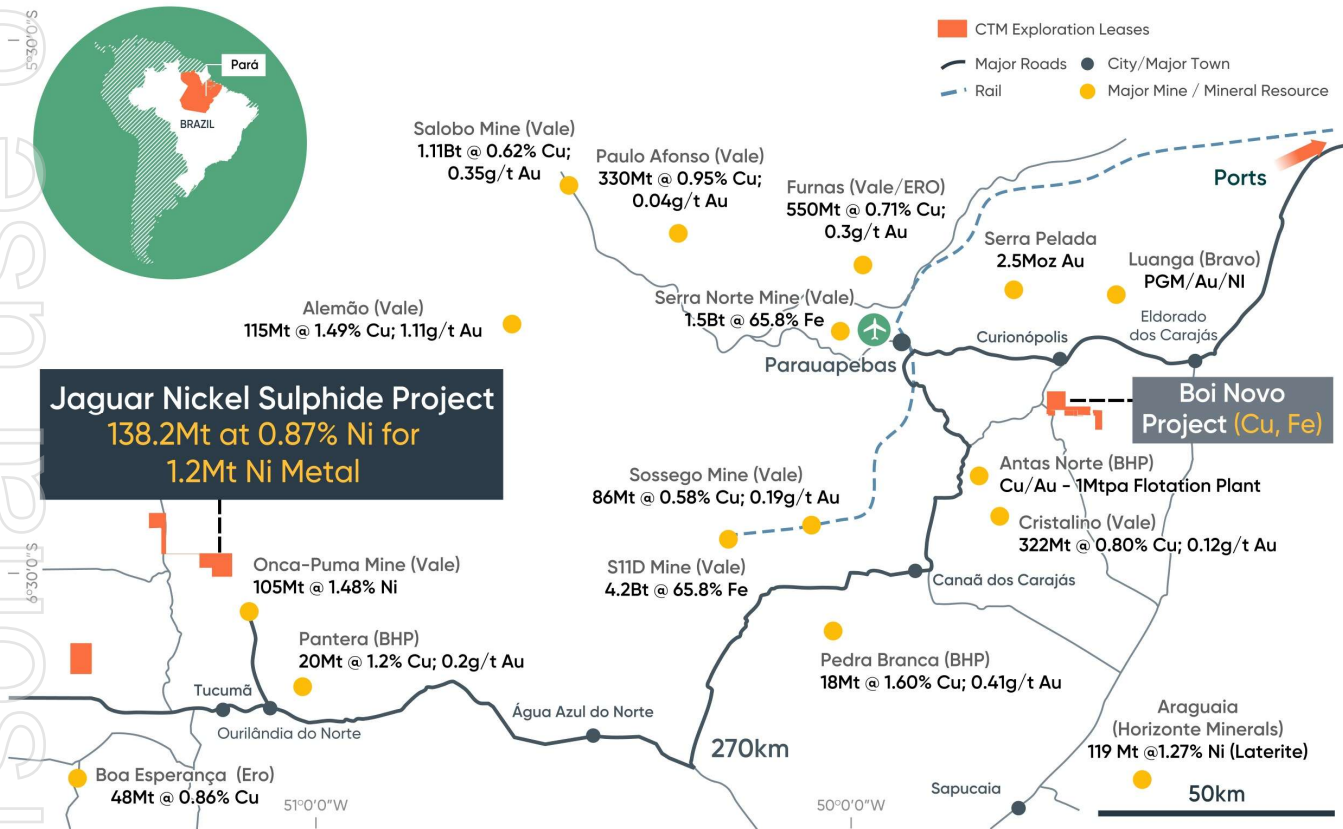 CTM Exploration Leases
Major Roads
City/Major Town
Rail
Major Mine / Mineral Resource
5°30'0"S
Pará
BRAZIL
Salobo Mine (Vale)
1.11Bt @ 0.62% Cu;
0.35g/t Au
Paulo Afonso (Vale)
330Mt @ 0.95% Cu;
0.04g/t Au
Furnas (Vale/ERO)
550Mt @ 0.71% Cu;
0.3g/t Au
Ports
Serra Pelada
2.5Moz Au
Luanga (Bravo)
PGM/Au/NI
Alemão (Vale)
115Mt @ 1.49% Cu; 1.11g/t Au
Serra Norte Mine (Vale)
1.5Bt @ 65.8% Fe
Parauapebas
Curionópolis
Eldorado
dos Carajás
Jaguar Nickel Sulphide Project
138.2Mt at 0.87% Ni for
1.2Mt Ni Metal
Boi Novo
Project (Cu, Fe)
Sossego Mine (Vale)
86Mt @ 0.58% Cu; 0.19g/t Au
Antas Norte (BHP)
Cu/Au - 1Mtpa Flotation Plant
Cristalino (Vale)
322Mt @ 0.80% Cu; 0.12g/t Au
6°30'0"S
Onca-Puma Mine (Vale)
105Mt @ 1.48% Ni
S11D Mine (Vale)
4.2Bt @ 65.8% Fe
Canaã dos Carajás
Pantera (BHP)
20Mt @ 1.2% Cu; 0.2g/t Au
Pedra Branca (BHP)
18Mt @ 1.60% Cu; 0.41g/t Au
Tucumã
Ourilândia do Norte
Água Azul do Norte
270km
Araguaia
(Horizonte Minerals)
119 Mt @1.27% Ni (Laterite)
Boa Esperança (Ero)
48Mt @ 0.86% Cu
51°0'0"W
50°0'0"W
Sapucaia
50km